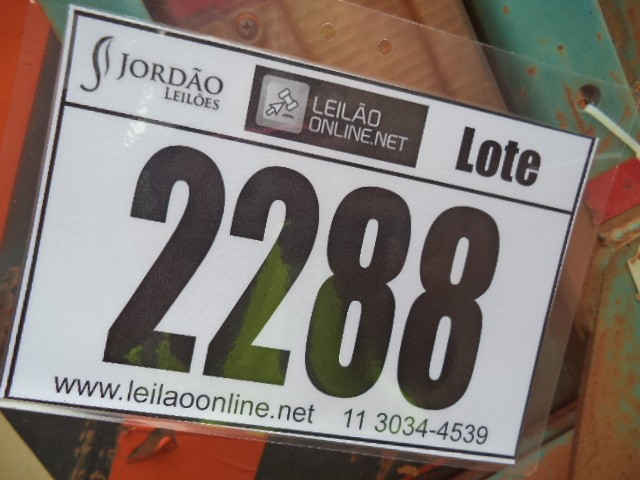 JORDÃO
LEILÕES
LEILÃO
ONLINE.NET
Lote
2288
www.leilaoonline.net 11 3034-4539